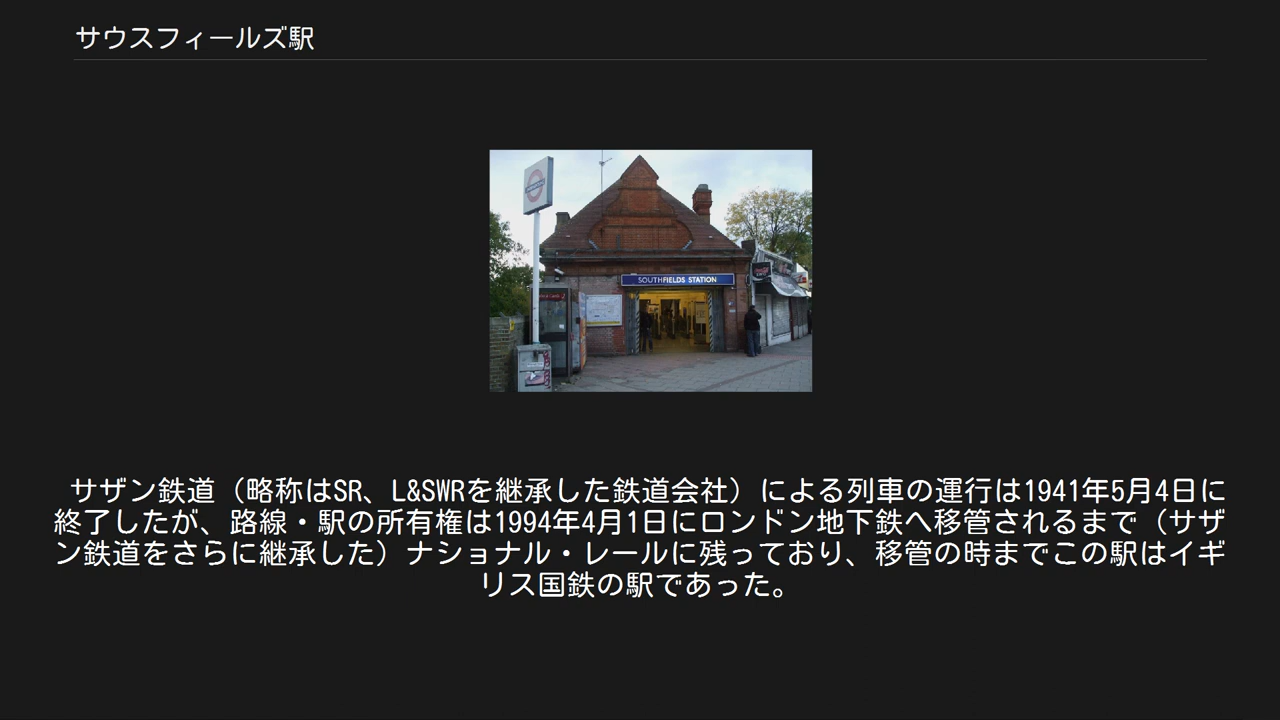 サウスフィールズ駅
SOUTHFIELDS STATION
サザン鉄道（略称はSR、L&SWRを継承した鉄道会社）による列車の運行は1941年5月4日に
終了したが、路線・駅の所有権は1994年4月1日にロンドン地下鉄へ移管されるまで（サザ
ン鉄道をさらに継承した）ナショナル・レールに残っており、移管の時までこの駅はイギ
リス国鉄の駅であった。